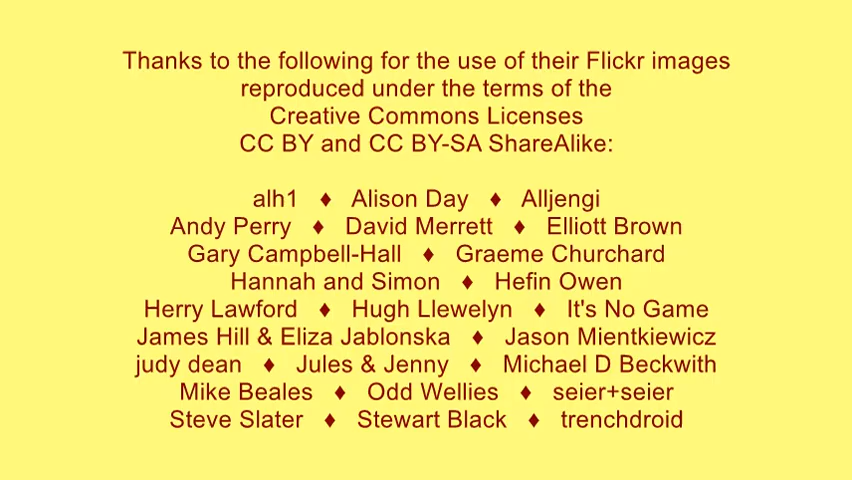 Thanks to the following for the use of their Flickr images
reproduced under the terms of the
Creative Commons Licenses
CC BY and CC BY-SA ShareAlike:
alh1 ♦ Alison Day ♦ Alljengi
Andy Perry ♦ David Merrett ♦ Elliott Brown
Gary Campbell-Hall ♦ Graeme Churchard
Hannah and Simon ♦ Hefin Owen
Herry Lawford ♦ Hugh Llewelyn ♦ It's No Game
James Hill & Eliza Jablonska ♦ Jason Mientkiewicz
judy dean ♦ Jules & Jenny ♦ Michael D Beckwith
Mike Beales ♦ Odd Wellies ♦ seier+seier
Steve Slater ♦ Stewart Black ♦ trenchdroid